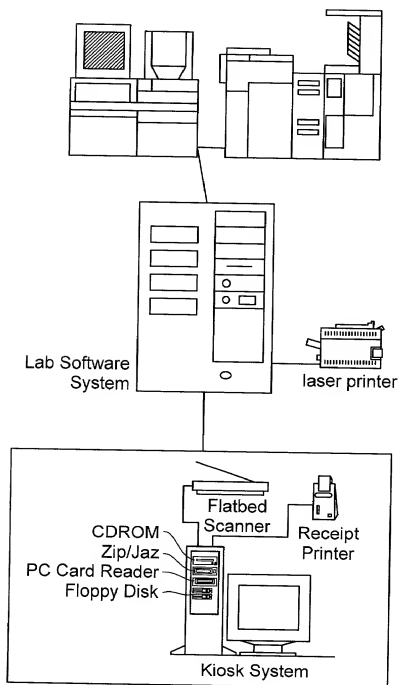 Lab Software
System
laser printer
Flatbed
Scanner
Receipt
Printer
CDROM
Zip/Jaz
PC Card Reader
Floppy Disk
Kiosk System